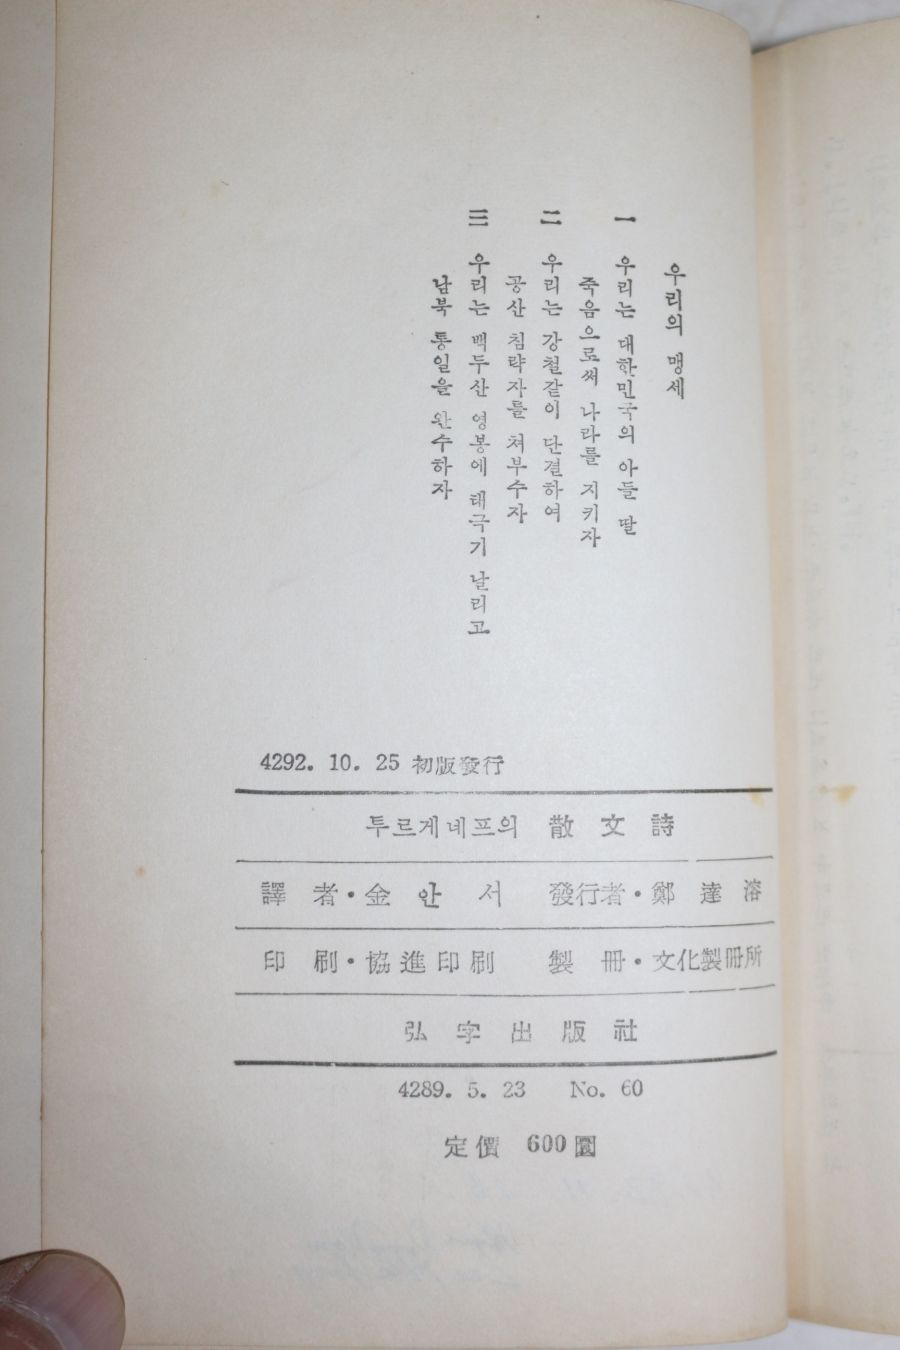 우리의 맹세
一 우리는 대한민국의 아들 딸
죽음으로써 나라를 지키자
二 우리는 강철같이 단결하여
공산 침략자를 쳐부수자
三 우리는 백두산 영봉에 태극기 날리고
남북 통일을 완수하자
4292. 10. 25 初版發行
투르게네프의 散文詩
譯者·金안서 發行者·鄭達溶
印刷·協進印刷 製冊·文化製冊所
弘字出版社
4289. 5. 23 No. 60
定價 600圜